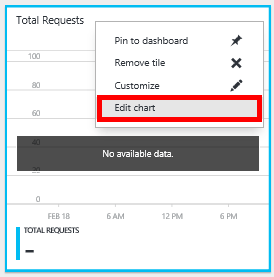 Total Requests
Pin to dashboard
Remove tile
Customize
Edit chart
100
80
60
40
No available data.
20
0
FEB 18 6 AM 12 PM 6 PM
TOTAL REQUESTS
--